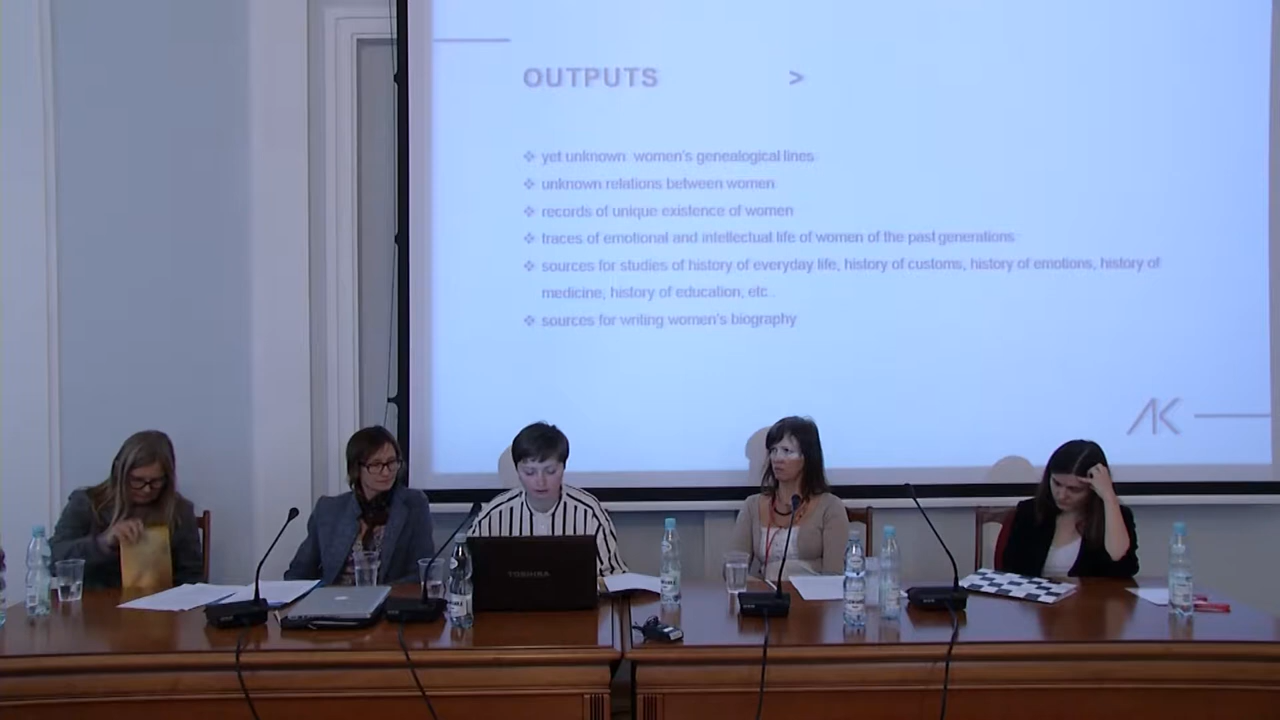 OUTPUTS >
❖ yet unknown women's genealogical lines
❖ unknown relations between women
❖ records of unique existence of women
❖ traces of emotional and intellectual life of women of the past generations
❖ sources for studies of history of everyday life, history of customs, history of emotions, history of
medicine, history of education, etc.
❖ sources for writing women's biography
AK
TOSHIBA